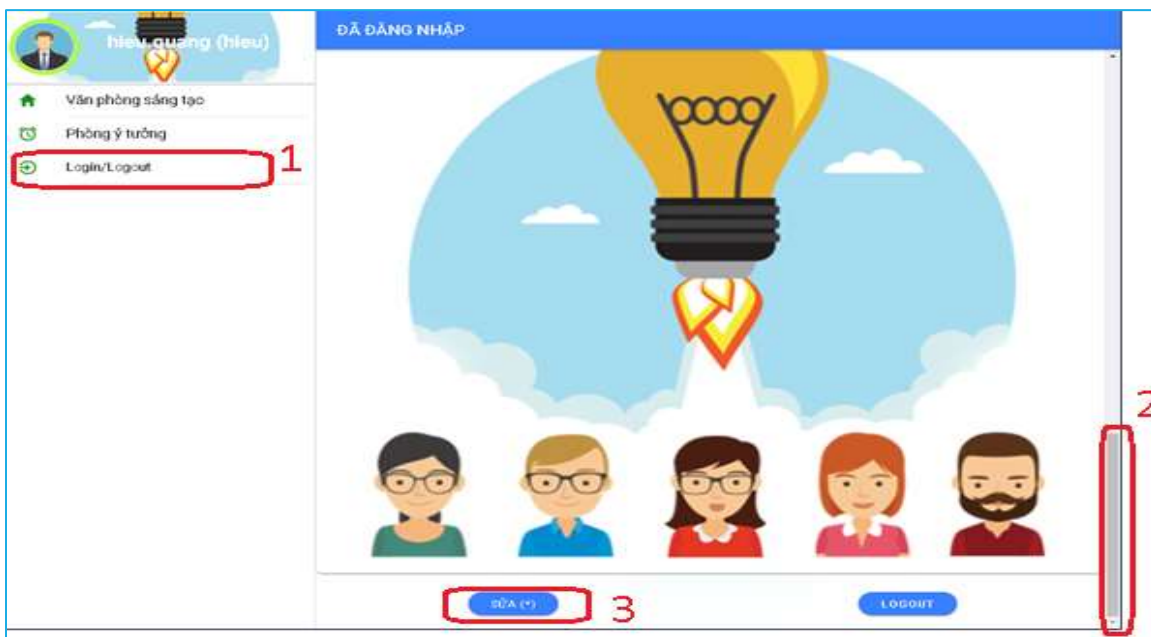 hieu.quang (hieu)
ĐÃ ĐĂNG NHẬP
Văn phòng sáng tạo
Phòng ý tưởng
Login/Logout
1
2
SỬA (*)
3
LOGOUT